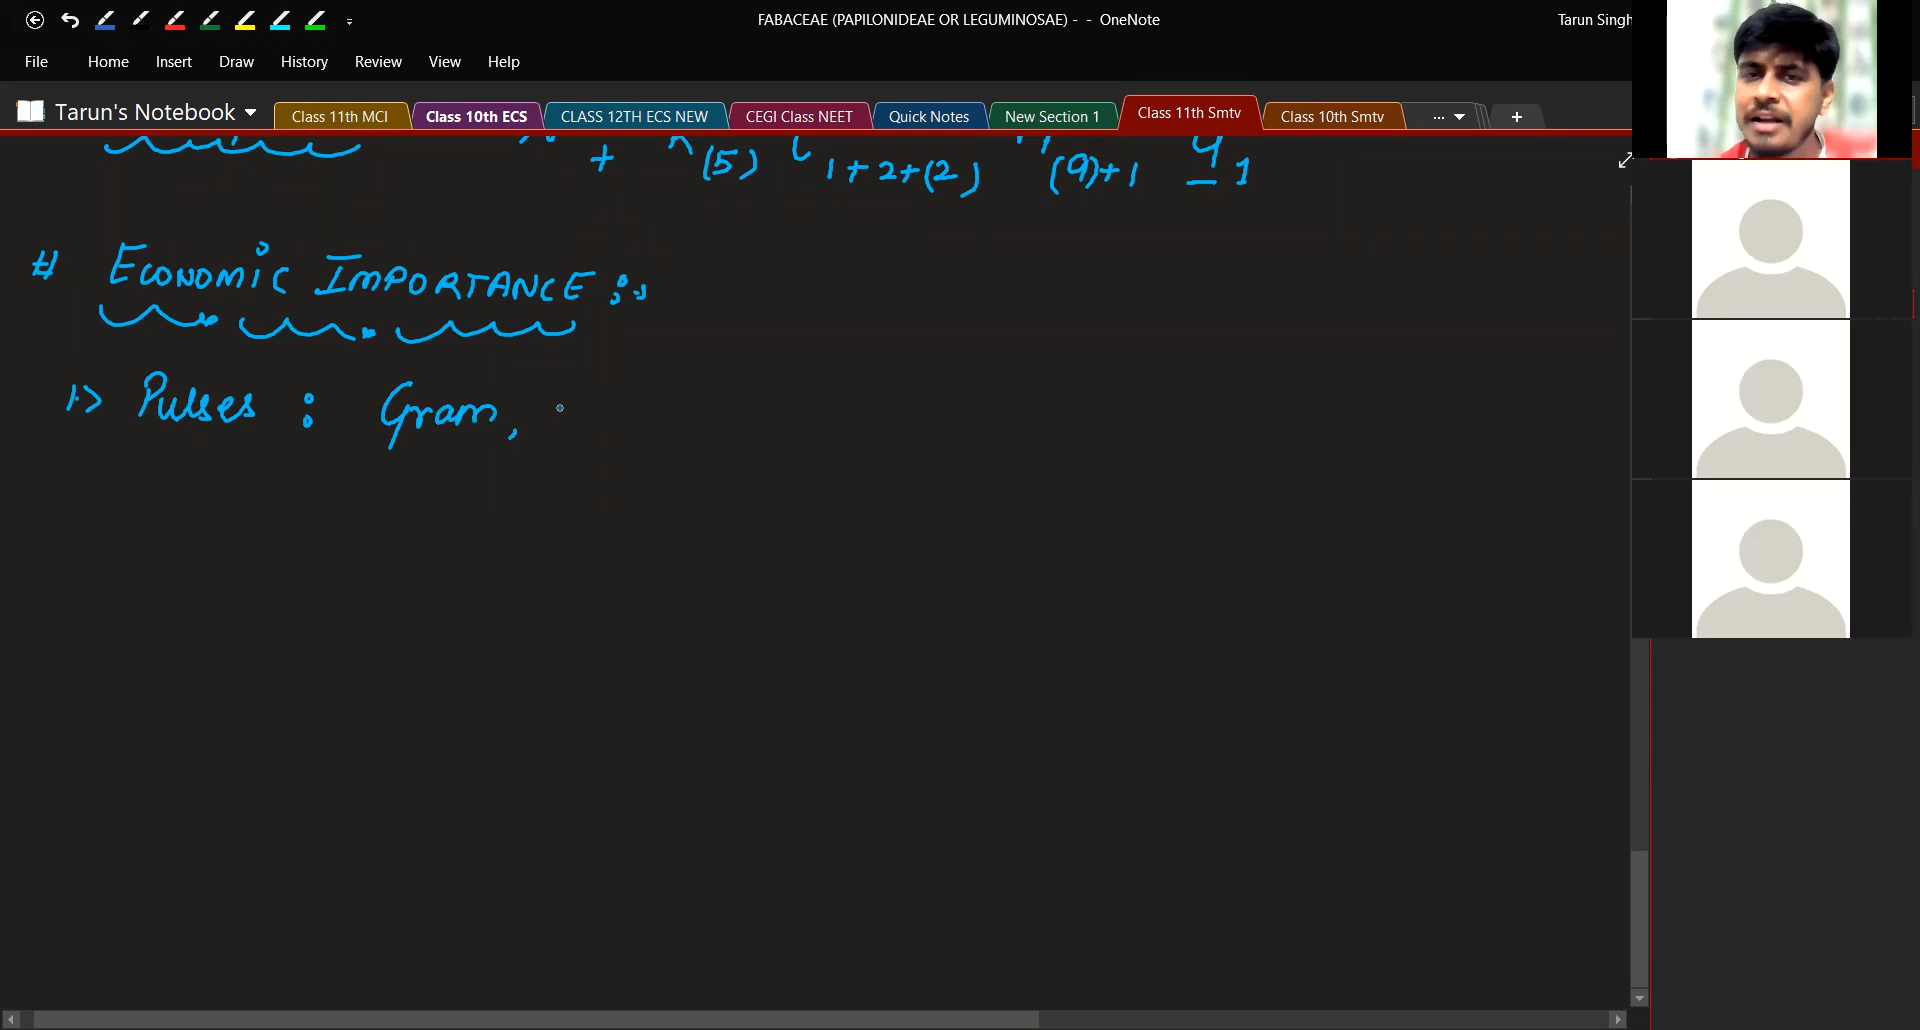 FABACEAE (PAPILONIDEAE OR LEGUMINOSAE) - - OneNote
Tarun Singh
File Home Insert Draw History Review View Help
Tarun's Notebook
Class 11th MCI Class 10th ECS CLASS 12TH ECS NEW CEGI Class NEET Quick Notes New Section 1 Class 11th Smtv Class 10th Smtv ... +
+ (5) 1+2+(2) (9)+1 1
# ECONOMIC IMPORTANCE :-
1.> Pulses : Gram,